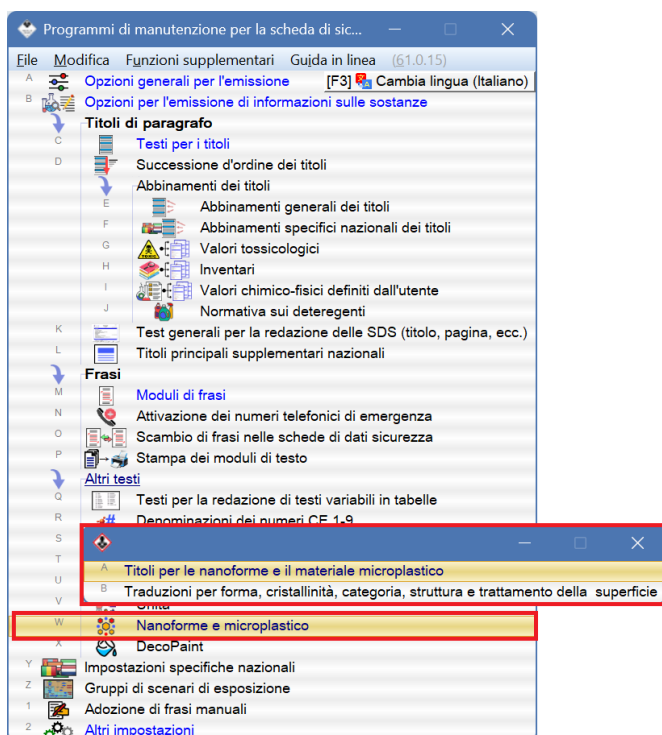 Programmi di manutenzione per la scheda di sic...
File Modifica Funzioni supplementari Guida in linea (61.0.15)
A Opzioni generali per l'emissione [F3] Cambia lingua (Italiano)
B Opzioni per l'emissione di informazioni sulle sostanze
Titoli di paragrafo
C Testi per i titoli
D Successione d'ordine dei titoli
Abbinamenti dei titoli
E Abbinamenti generali dei titoli
F Abbinamenti specifici nazionali dei titoli
G Valori tossicologici
H Inventari
I Valori chimico-fisici definiti dall'utente
J Normativa sui deteregenti
K Test generali per la redazione delle SDS (titolo, pagina, ecc.)
L Titoli principali supplementari nazionali
Frasi
M Moduli di frasi
N Attivazione dei numeri telefonici di emergenza
O Scambio di frasi nelle schede di dati sicurezza
P Stampa dei moduli di testo
Altri testi
Q Testi per la redazione di testi variabili in tabelle
R Denominazioni dei numeri CE 1-9
S
T A Titoli per le nanoforme e il materiale microplastico
U B Traduzioni per forma, cristallinità, categoria, struttura e trattamento della superficie
V Unità
W Nanoforme e microplastico
X DecoPaint
Y Impostazioni specifiche nazionali
Z Gruppi di scenari di esposizione
1 Adozione di frasi manuali
2 Altri impostazioni